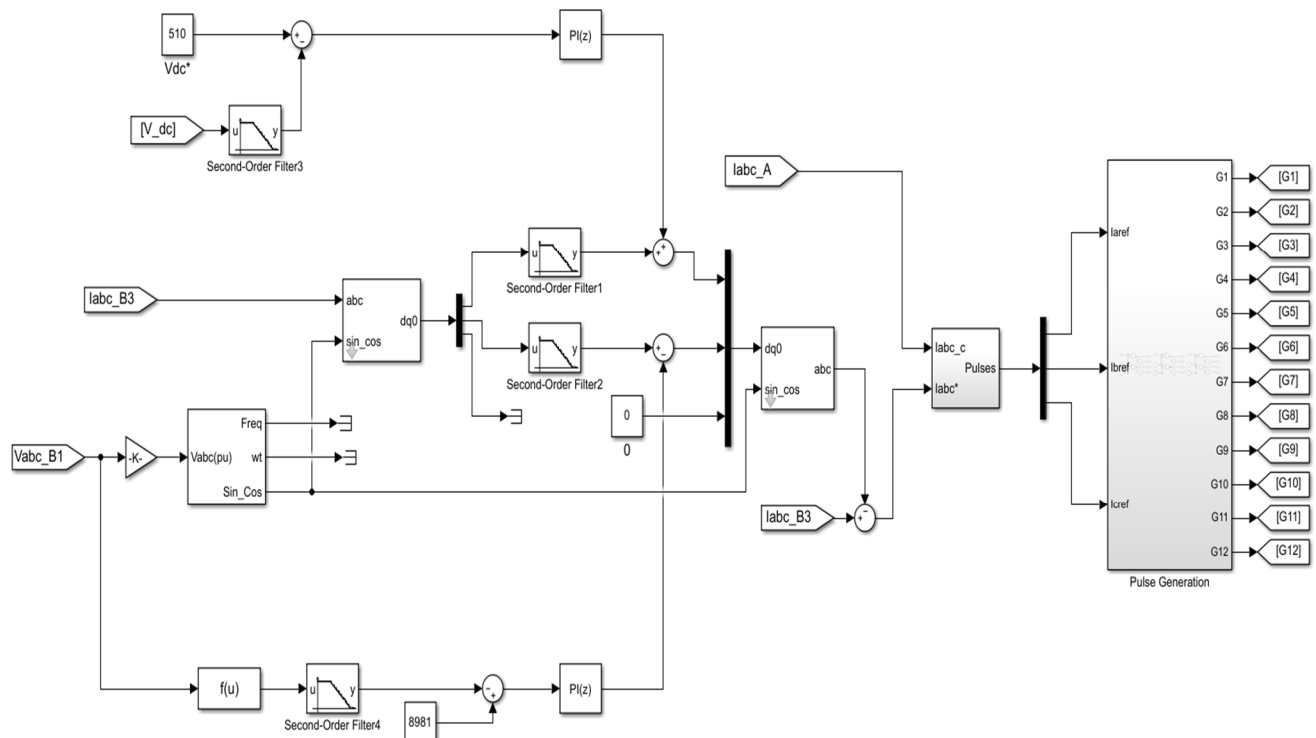 510
Vdc*
+
-
PI(z)
[V_dc]
u
y
Second-Order Filter3
Iabc_A
G1
[G1]
G2
[G2]
Iaref
u
y
+
+
G3
[G3]
Second-Order Filter1
G4
[G4]
Iabc_B3
abc
dq0
sin_cos
G5
[G5]
u
y
+
-
dq0
abc
sin_cos
Iabc_c
Pulses
Iabc*
G6
[G6]
Ibref
Second-Order Filter2
G7
[G7]
0
0
G8
[G8]
Vabc_B1
-K-
Freq
Vabc(pu)
wt
Sin_Cos
G9
[G9]
G10
[G10]
Icref
Iabc_B3
+
-
G11
[G11]
G12
[G12]
Pulse Generation
f(u)
u
y
-
+
PI(z)
Second-Order Filter4
8981